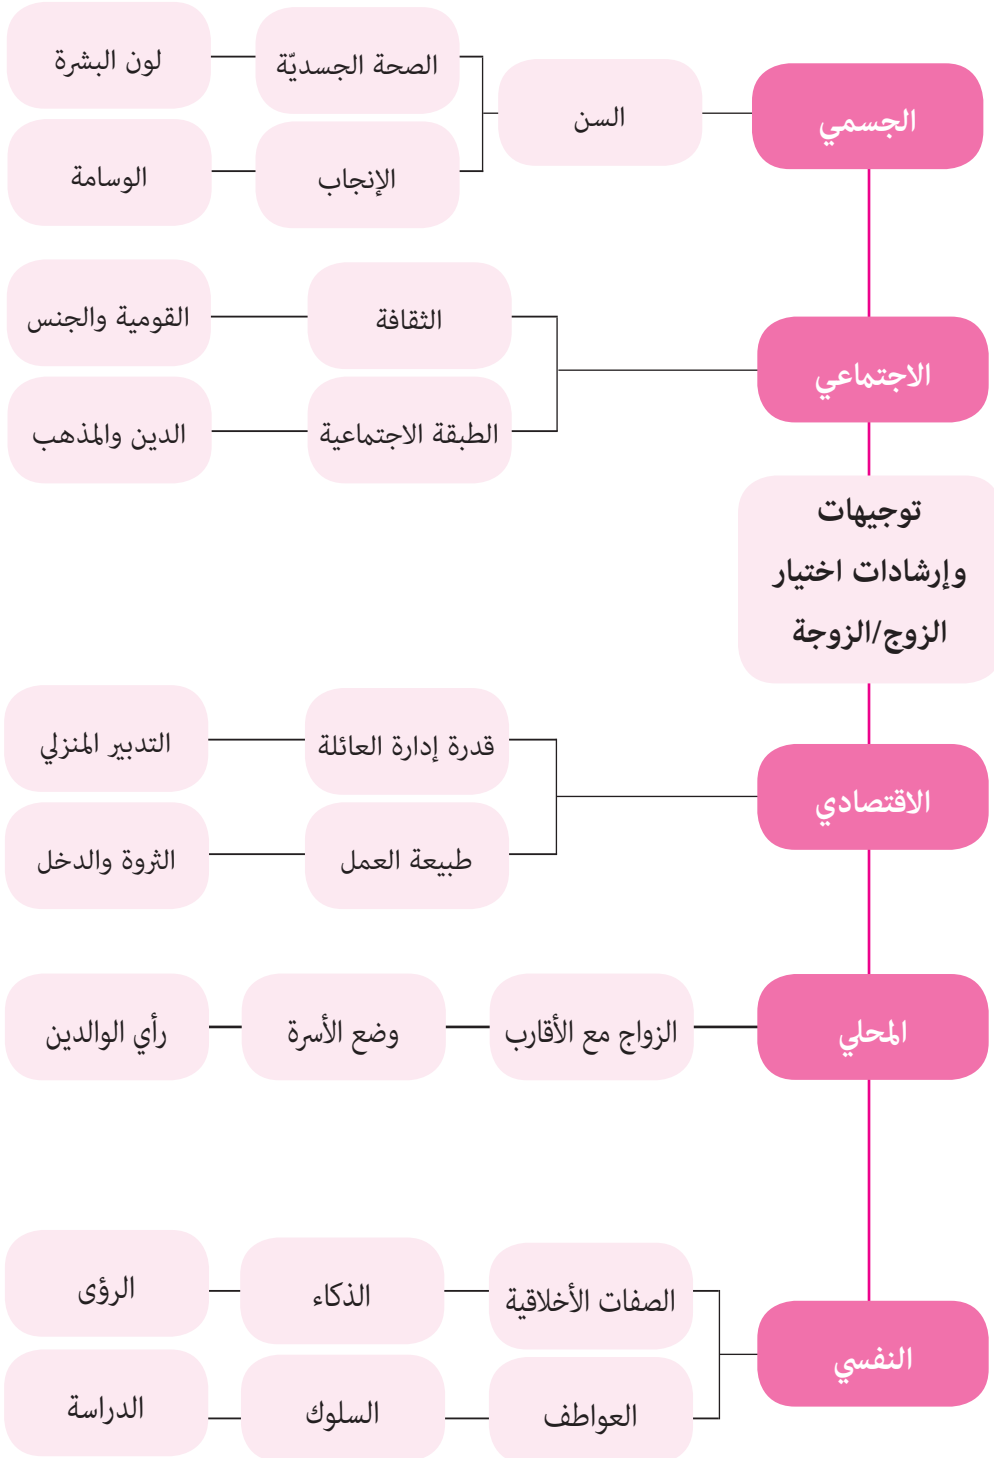 الجسمي
السن
الصحة الجسديّة
لون البشرة
الإنجاب
الوسامة
الاجتماعي
الثقافة
القومية والجنس
الطبقة الاجتماعية
الدين والمذهب
توجيهات
وإرشادات اختيار
الزوج/الزوجة
الاقتصادي
قدرة إدارة العائلة
التدبير المنزلي
طبيعة العمل
الثروة والدخل
المحلي
الزواج مع الأقارب
وضع الأسرة
رأي الوالدين
النفسي
الصفات الأخلاقية
الذكاء
الرؤى
العواطف
السلوك
الدراسة